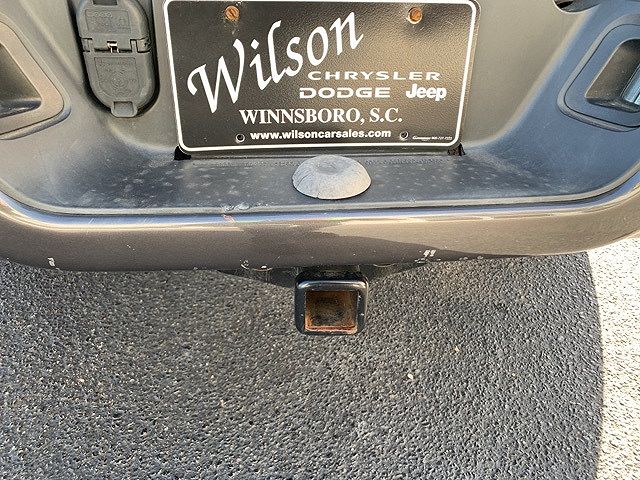 Wilson
CHRYSLER
DODGE Jeep
WINNSBORO, S.C.
www.wilsoncarsales.com